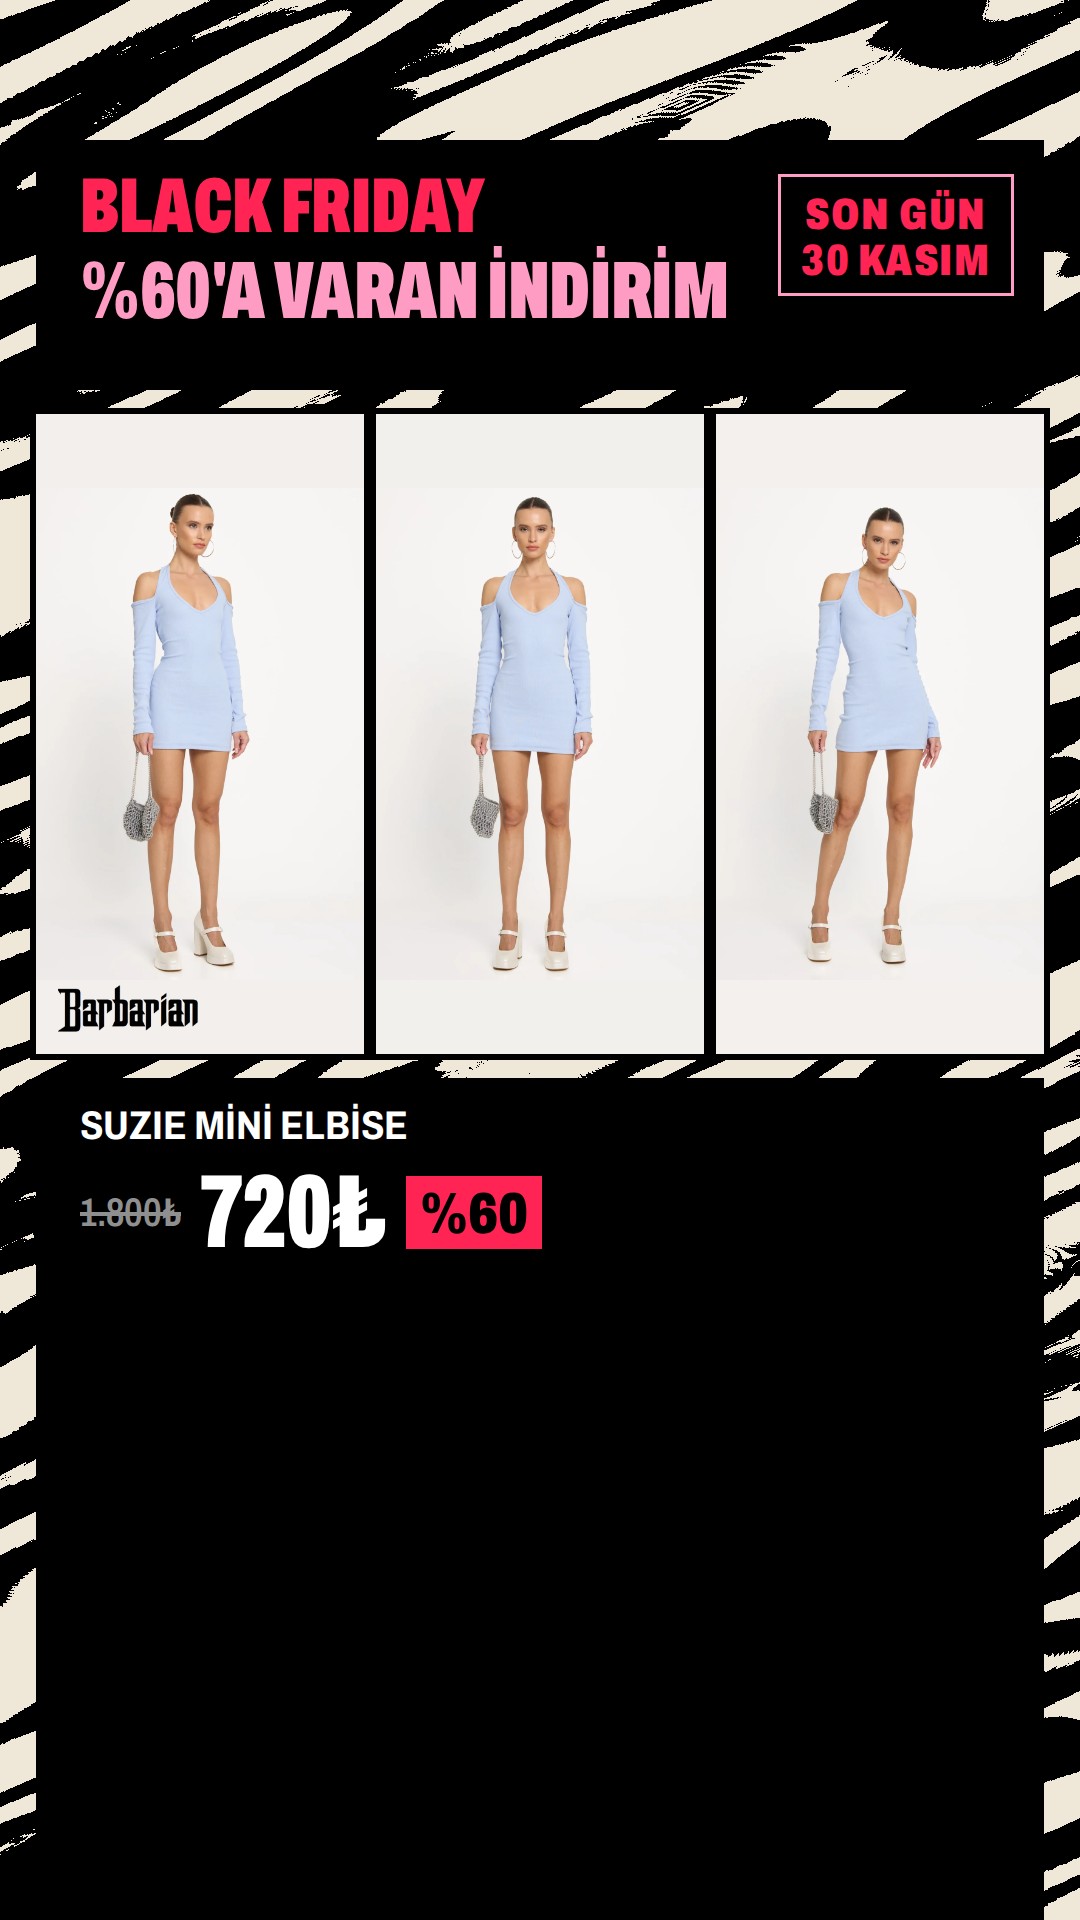 BLACK FRIDAY
%60'A VARAN İNDİRİM
SON GÜN
30 KASIM
Barbarian
SUZIE MİNİ ELBİSE
1.800₺ 720₺ %60